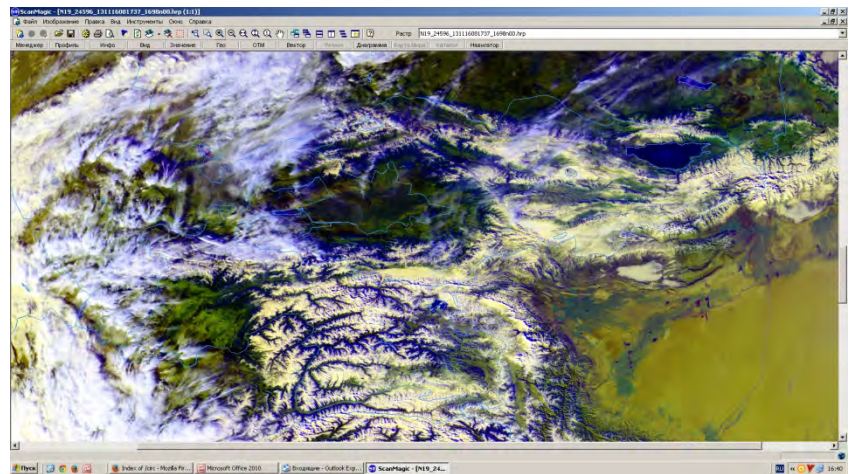 ScanMagic - [N19_24596_131116081737_1698n00.hrp (1:1)]
Файл Изображение Правка Вид Инструменты Окно Справка
Растр N19_24596_131116081737_1698n00.hrp
Менеджер Профиль Инфо Вид Значение Гео ОТМ Вектор Диаграмма Карта Мира Каталог Навигатор
Пуск Index of /circ - Mozilla Fir... Microsoft Office 2010 Входящие - Outlook Exp... ScanMagic - [N19_24... RU 16:40